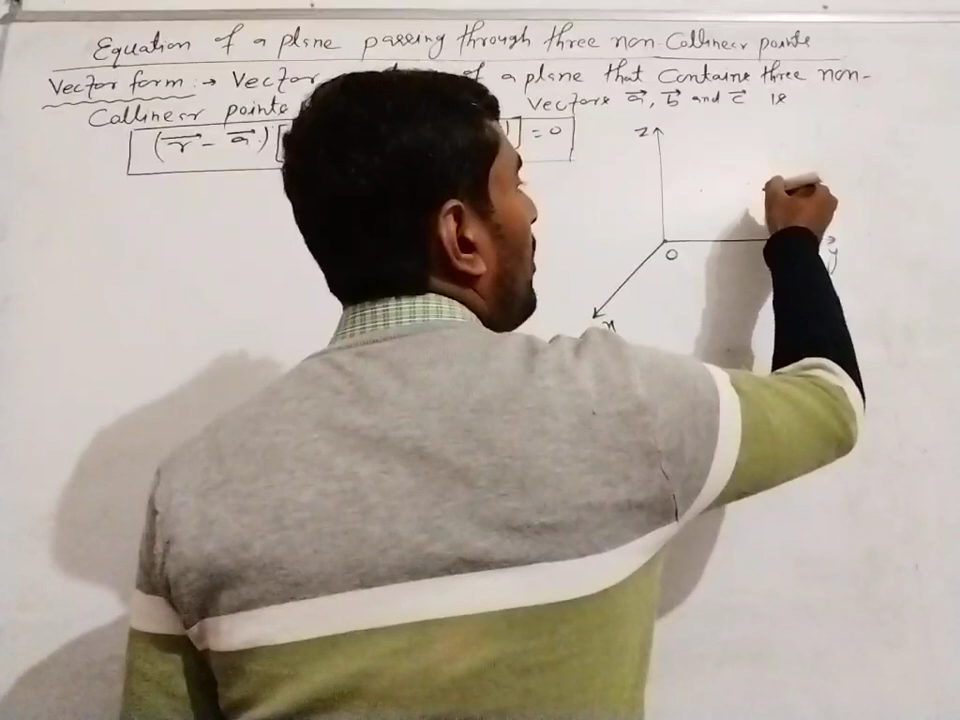 Equation of a plane passing through three non-Collinear points
Vector form :→ Vector of a plane that Contains three non-
Collinear points Vectors a⃗, b⃗ and c⃗ is
(r⃗ - a⃗).[ )] = 0
z
O
y
x